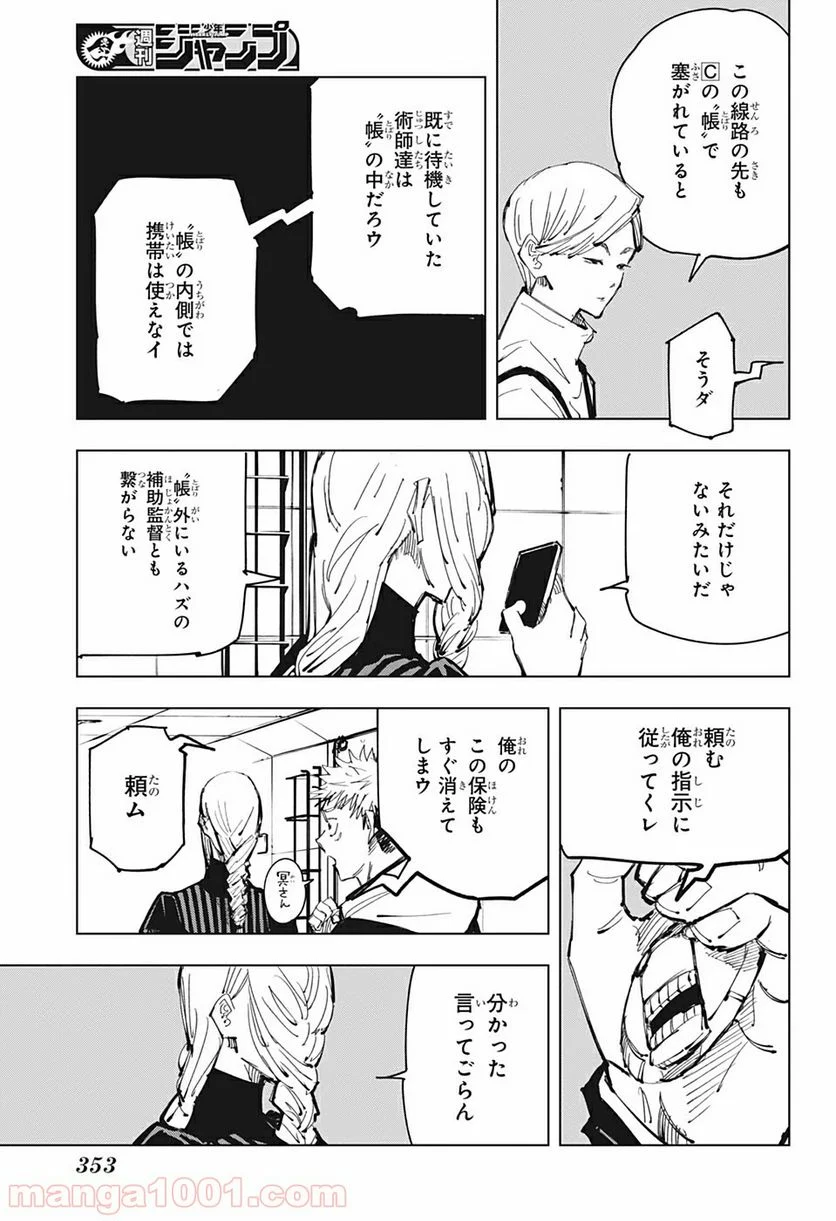 週刊少年ジャンプ
この線路の先も
Cの〝帳〟で
塞がれていると
そうダ
既に待機していた
術師達は
〝帳〟の中だろウ
〝帳〟の内側では
携帯は使えなイ
それだけじゃ
ないみたいだ
〝帳〟外にいるハズの
補助監督とも
繋がらない
頼む
俺の指示に
従ってくレ
俺の
この保険も
すぐ消えて
しまウ
冥さん
頼ム
分かった
言ってごらん
353
manga1001.com